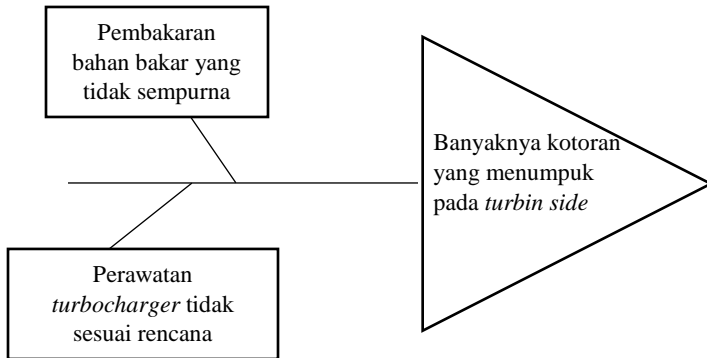 Pembakaran
bahan bakar yang
tidak sempurna
Banyaknya kotoran
yang menumpuk
pada turbin side
Perawatan
turbocharger tidak
sesuai rencana